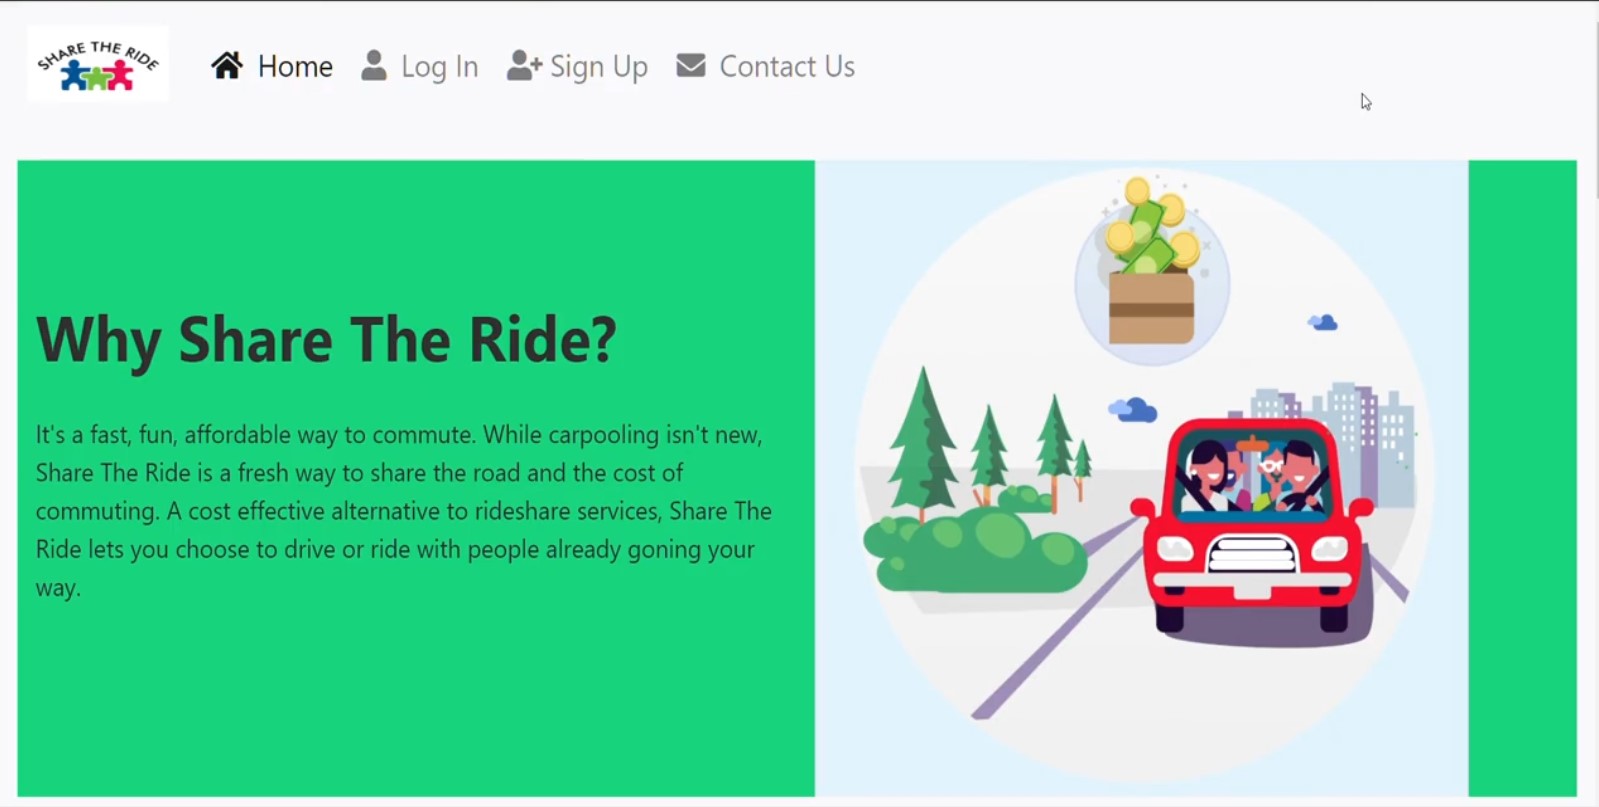 SHARE THE RIDE
Home Log In Sign Up Contact Us
Why Share The Ride?
It's a fast, fun, affordable way to commute. While carpooling isn't new,
Share The Ride is a fresh way to share the road and the cost of
commuting. A cost effective alternative to rideshare services, Share The
Ride lets you choose to drive or ride with people already goning your
way.